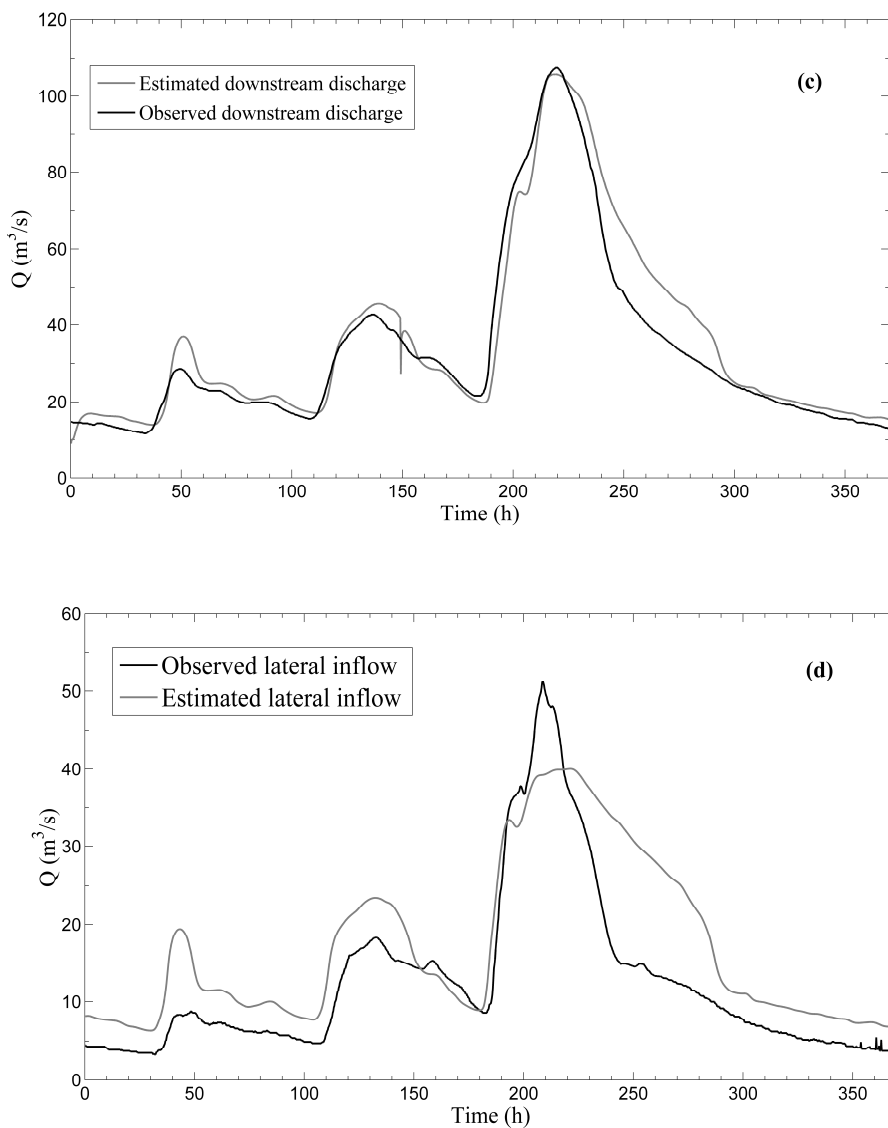 120
100
80
60
40
20
0
Q (m³/s)
Estimated downstream discharge
Observed downstream discharge
(c)
0 50 100 150 200 250 300 350
Time (h)
60
50
40
30
20
10
0
Q (m³/s)
Observed lateral inflow
Estimated lateral inflow
(d)
0 50 100 150 200 250 300 350
Time (h)